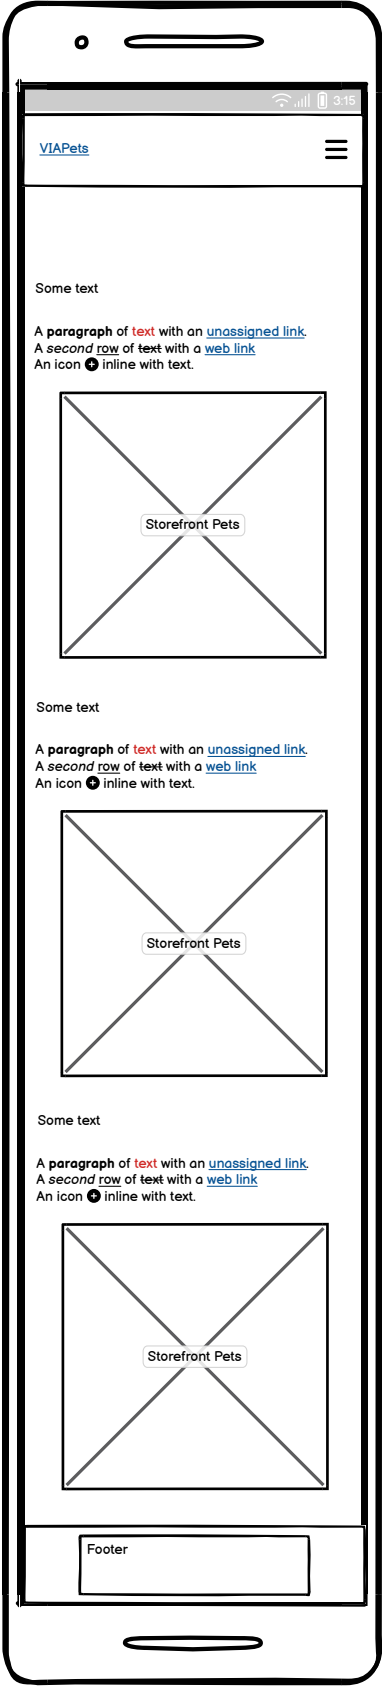 3:15
VIAPets
Some text
A paragraph of text with an unassigned link.
A second row of text with a web link
An icon inline with text.
Storefront Pets
Some text
A paragraph of text with an unassigned link.
A second row of text with a web link
An icon inline with text.
Storefront Pets
Some text
A paragraph of text with an unassigned link.
A second row of text with a web link
An icon inline with text.
Storefront Pets
Footer